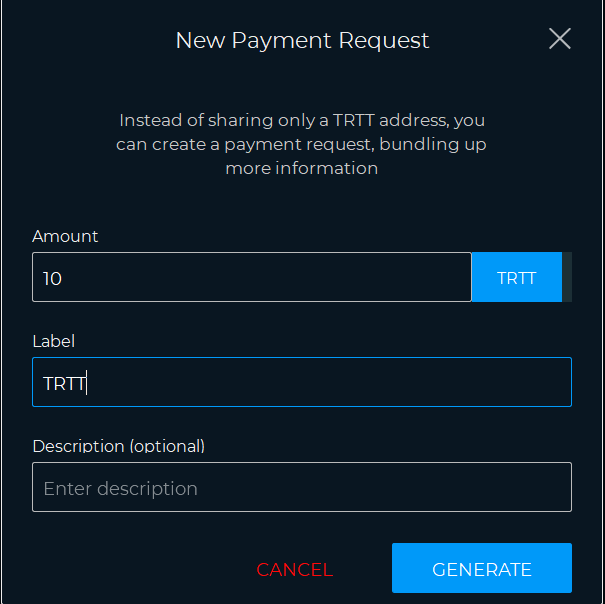 New Payment Request
Instead of sharing only a TRTT address, you
can create a payment request, bundling up
more information
Amount
10
TRTT
Label
TRTT
Description (optional)
Enter description
CANCEL
GENERATE